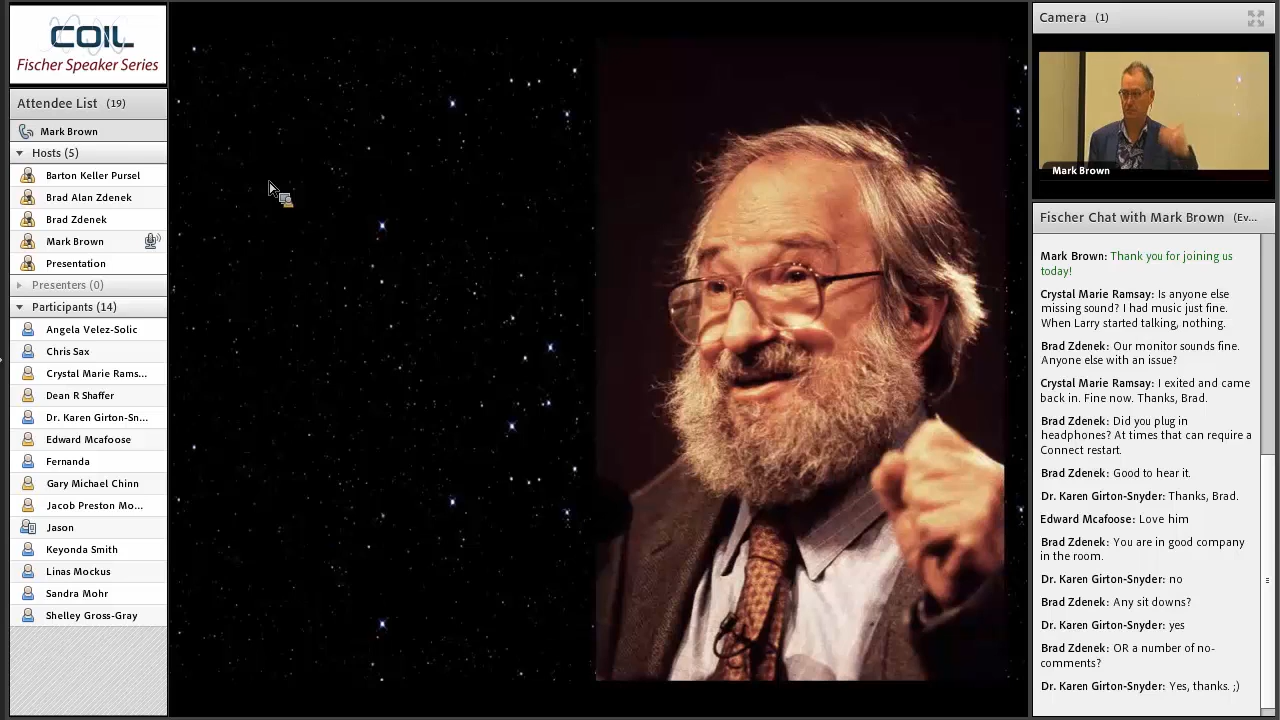 COIL
Fischer Speaker Series
Attendee List (19)
Mark Brown
Hosts (5)
Barton Keller Pursel
Brad Alan Zdenek
Brad Zdenek
Mark Brown
Presentation
Presenters (0)
Participants (14)
Angela Velez-Solic
Chris Sax
Crystal Marie Rams...
Dean R Shaffer
Dr. Karen Girton-Sn...
Edward Mcafoose
Fernanda
Gary Michael Chinn
Jacob Preston Mo...
Jason
Keyonda Smith
Linas Mockus
Sandra Mohr
Shelley Gross-Gray
Camera (1)
Mark Brown
Fischer Chat with Mark Brown (Ev...
Mark Brown: Thank you for joining us
today!
Crystal Marie Ramsay: Is anyone else
missing sound? I had music just fine.
When Larry started talking, nothing.
Brad Zdenek: Our monitor sounds fine.
Anyone else with an issue?
Crystal Marie Ramsay: I exited and came
back in. Fine now. Thanks, Brad.
Brad Zdenek: Did you plug in
headphones? At times that can require a
Connect restart.
Brad Zdenek: Good to hear it.
Dr. Karen Girton-Snyder: Thanks, Brad.
Edward Mcafoose: Love him
Brad Zdenek: You are in good company
in the room.
Dr. Karen Girton-Snyder: no
Brad Zdenek: Any sit downs?
Dr. Karen Girton-Snyder: yes
Brad Zdenek: OR a number of no-
comments?
Dr. Karen Girton-Snyder: Yes, thanks. ;)